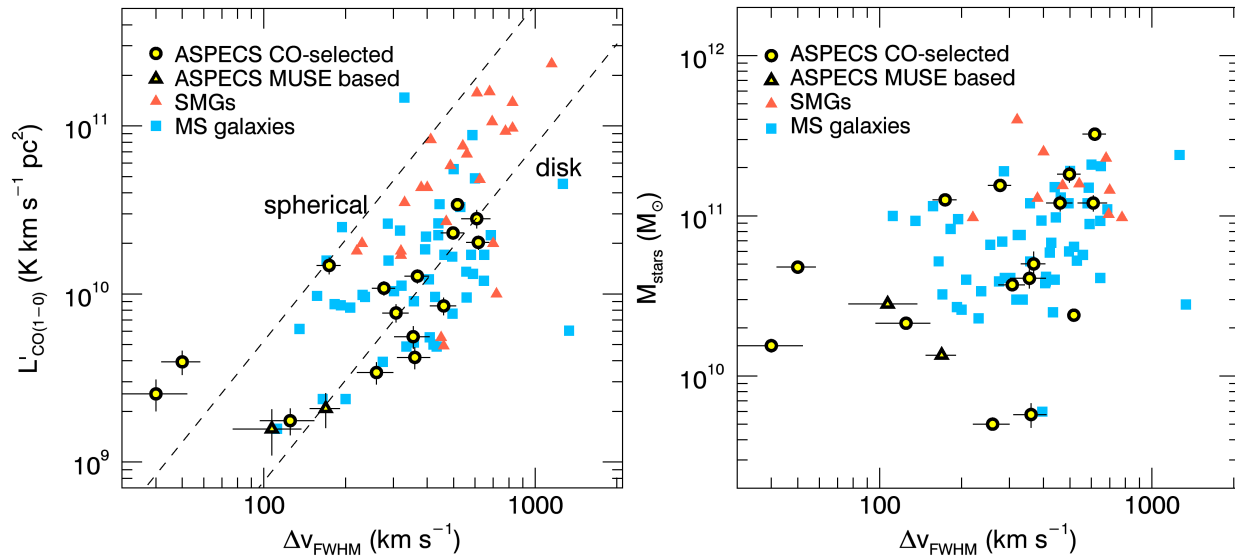 ASPECS CO-selected
ASPECS MUSE based
SMGs
MS galaxies
spherical
disk
10¹¹
10¹⁰
10⁹
100
1000
L′CO(1−0) (K km s⁻¹ pc²)
ΔvFWHM (km s⁻¹)
ASPECS CO-selected
ASPECS MUSE based
SMGs
MS galaxies
10¹²
10¹¹
10¹⁰
100
1000
Mstars (M⊙)
ΔvFWHM (km s⁻¹)